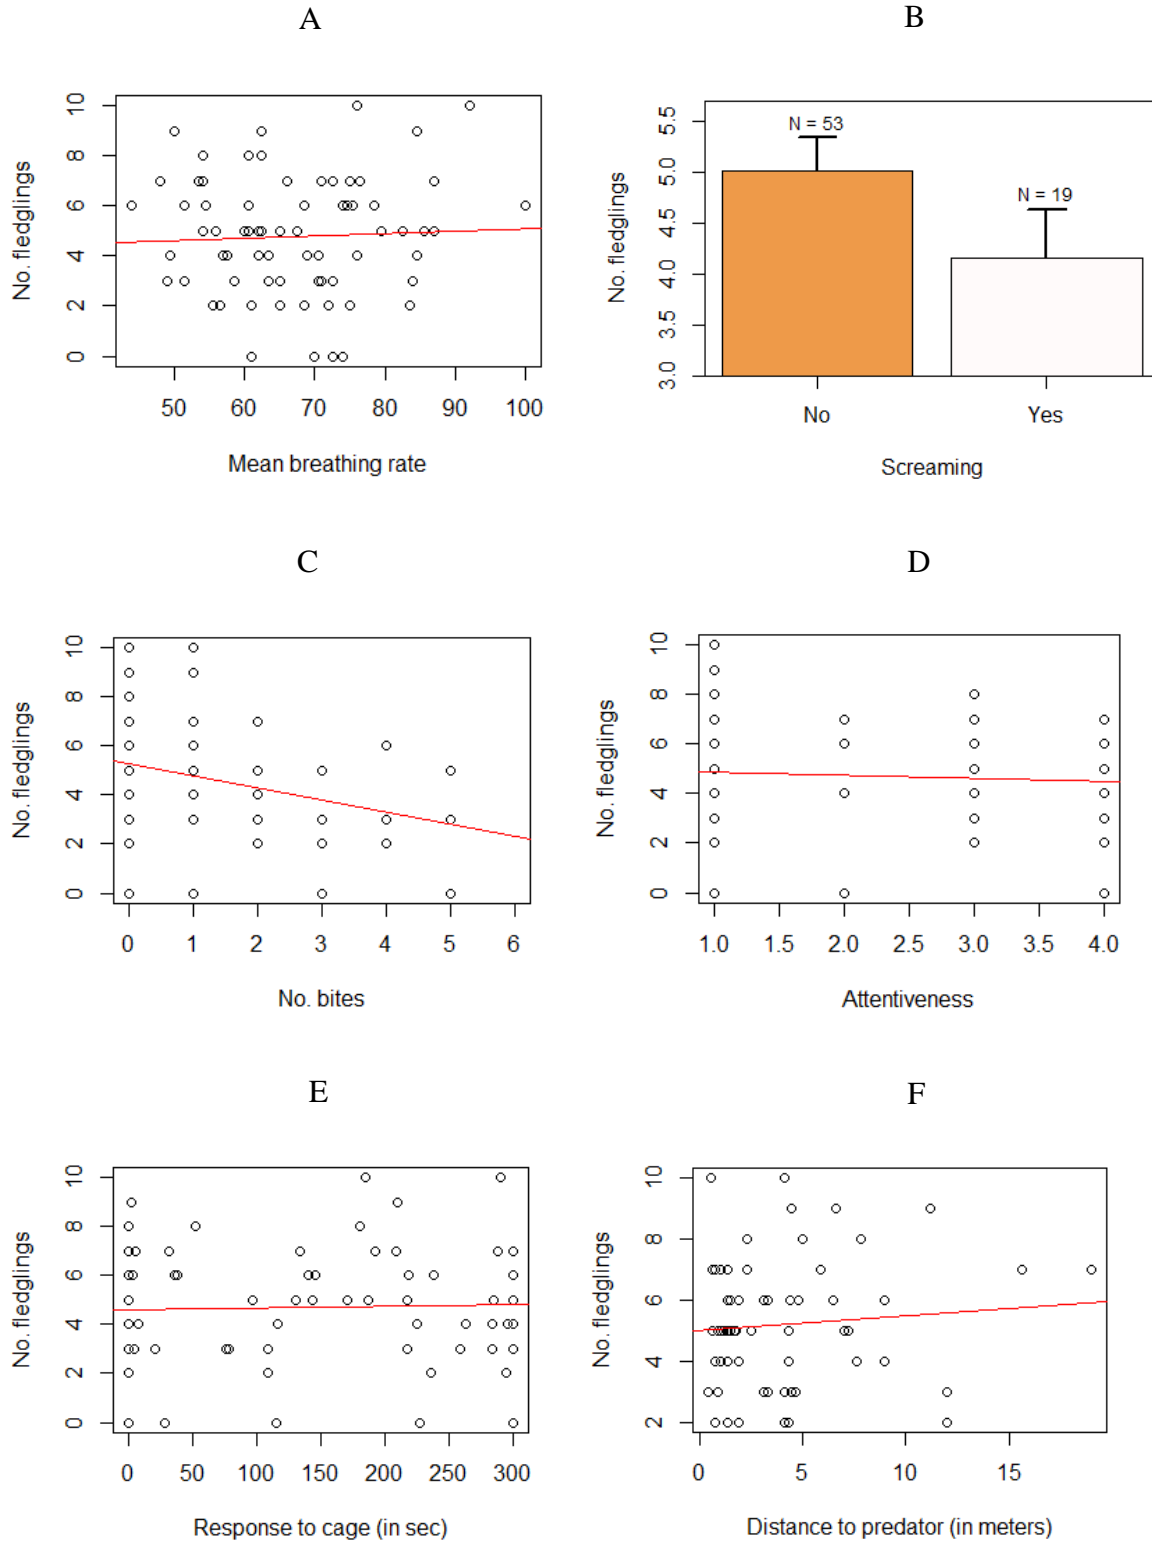 A
No. fledglings
10
8
6
4
2
0
50 60 70 80 90 100
Mean breathing rate
B
No. fledglings
5.5
5.0
4.5
4.0
3.5
3.0
N = 53
N = 19
No Yes
Screaming
C
No. fledglings
10
8
6
4
2
0
0 1 2 3 4 5 6
No. bites
D
No. fledglings
10
8
6
4
2
0
1.0 1.5 2.0 2.5 3.0 3.5 4.0
Attentiveness
E
No. fledglings
10
8
6
4
2
0
0 50 100 150 200 250 300
Response to cage (in sec)
F
No. fledglings
10
8
6
4
2
0 5 10 15
Distance to predator (in meters)